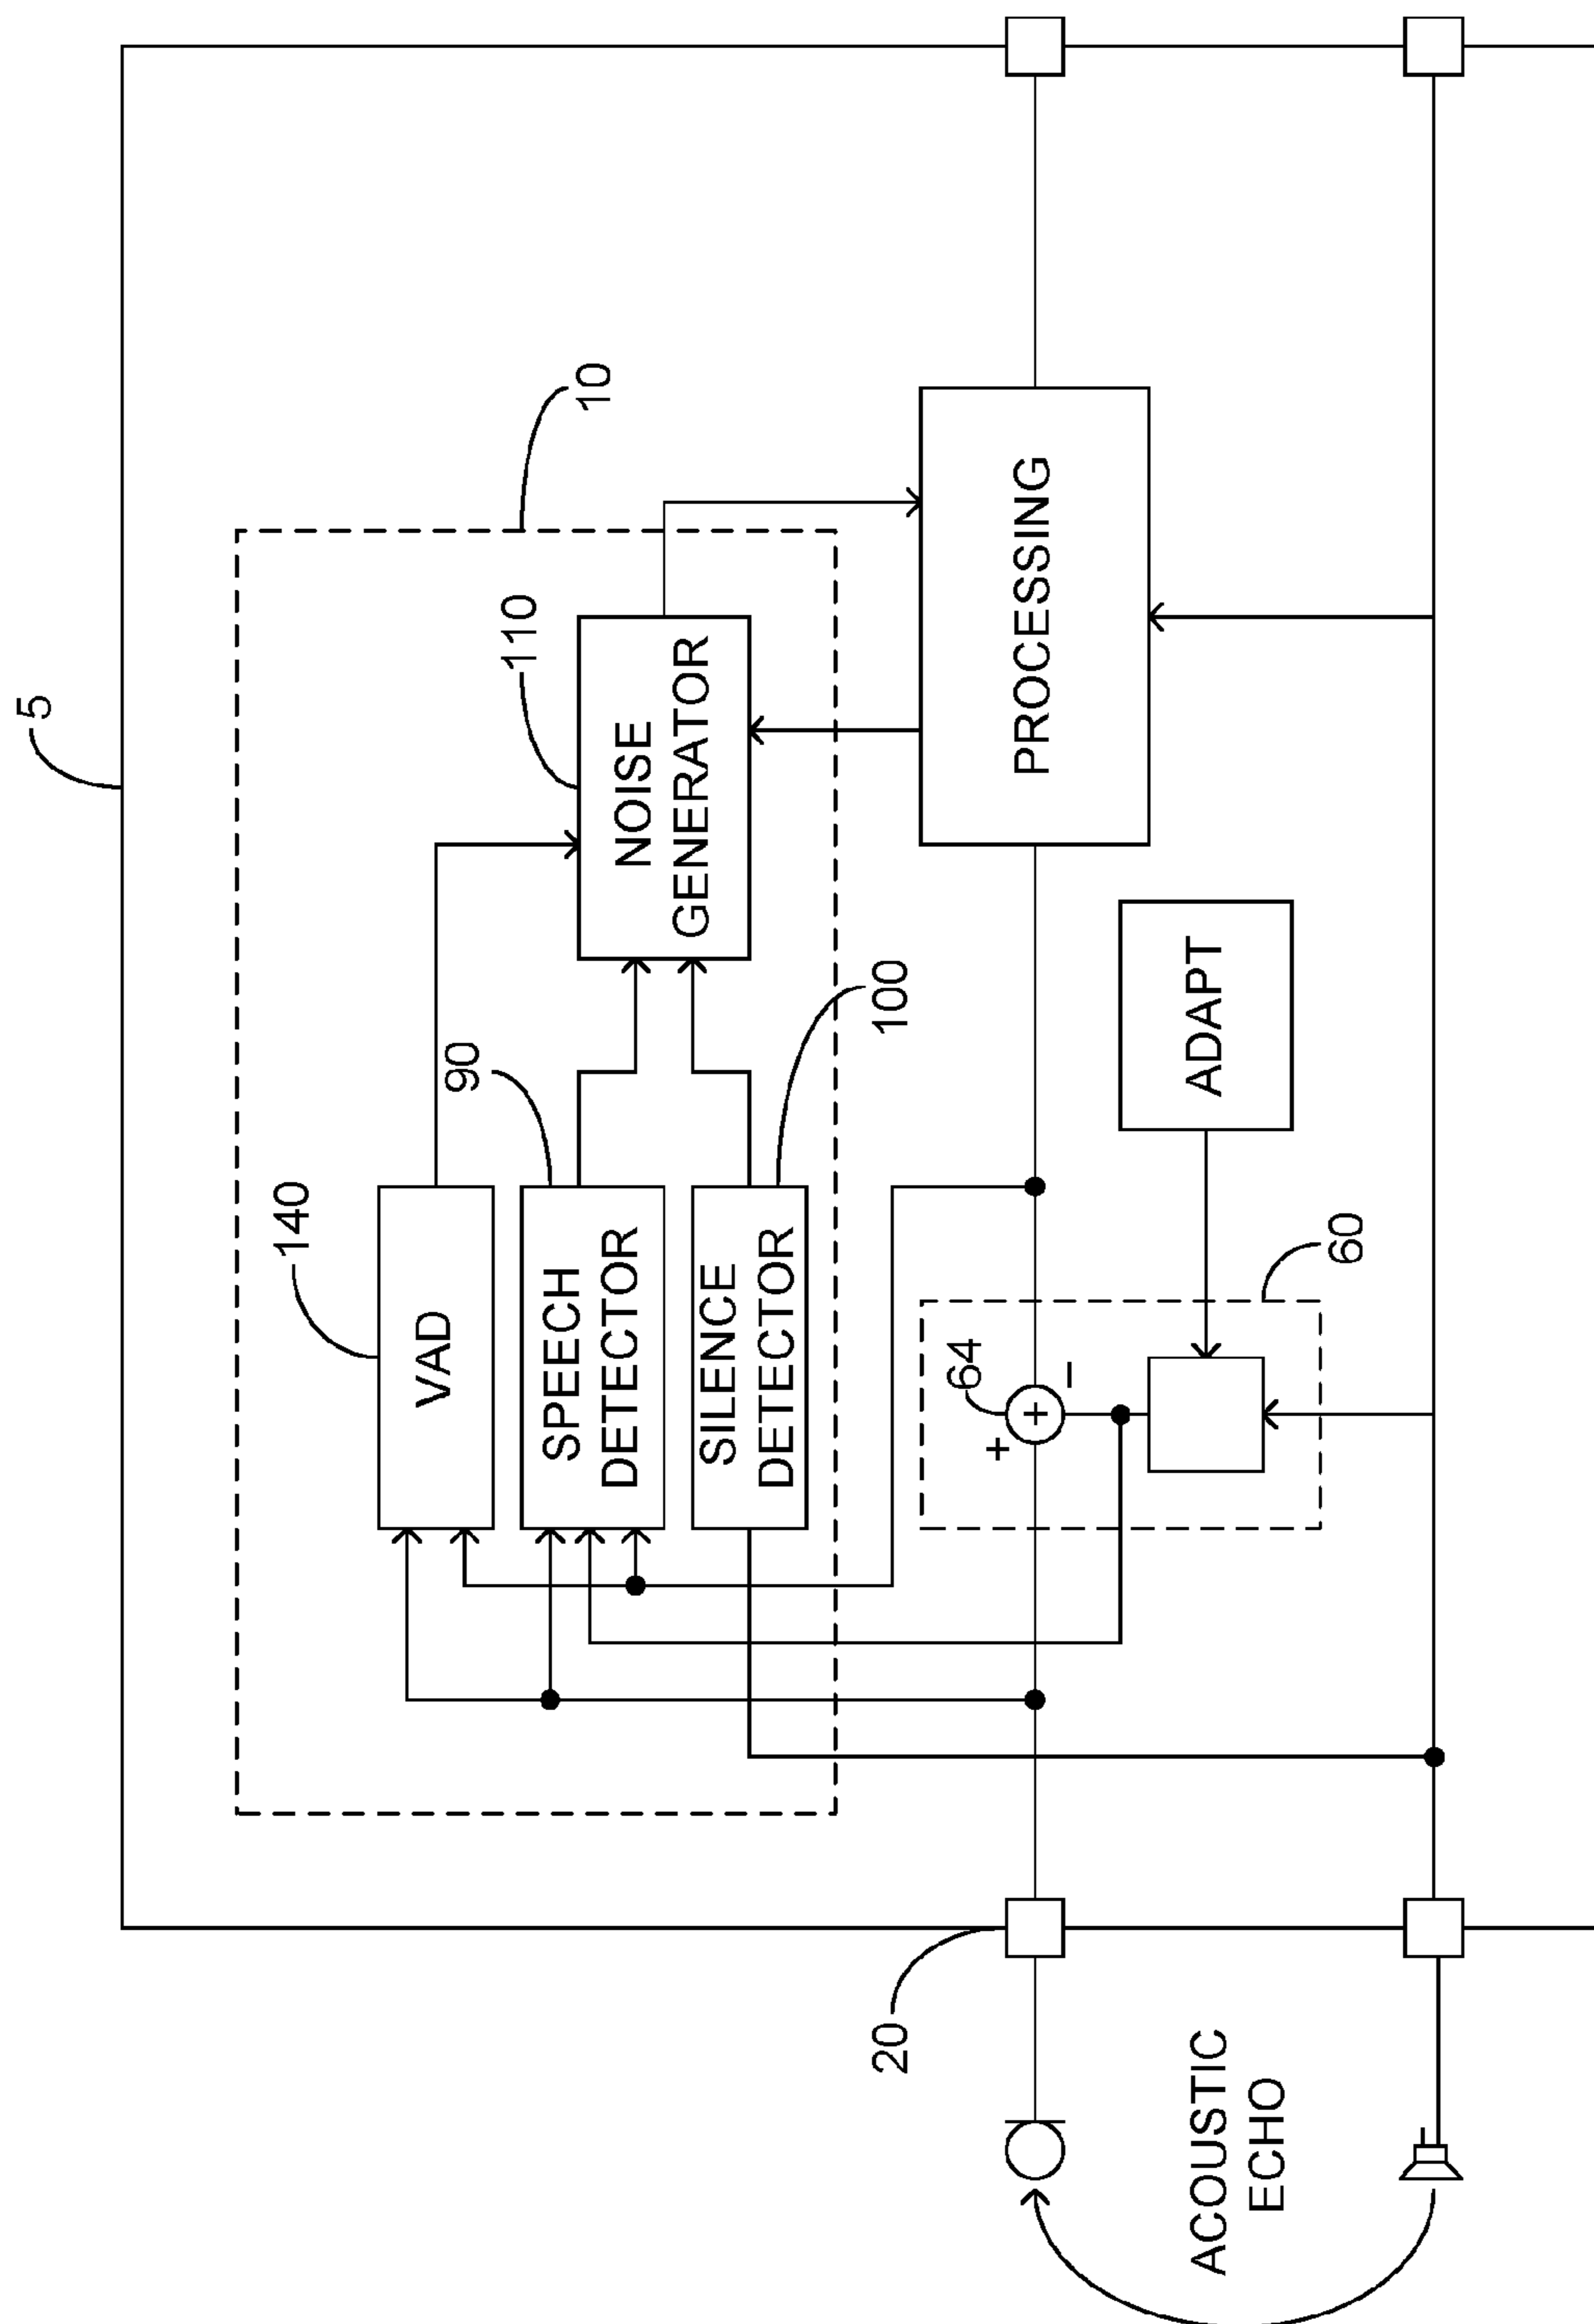 5
10
110
NOISE
GENERATOR
90
140
VAD
SPEECH
DETECTOR
SILENCE
DETECTOR
100
PROCESSING
ADAPT
60
64
+
+
–
20
ACOUSTIC
ECHO